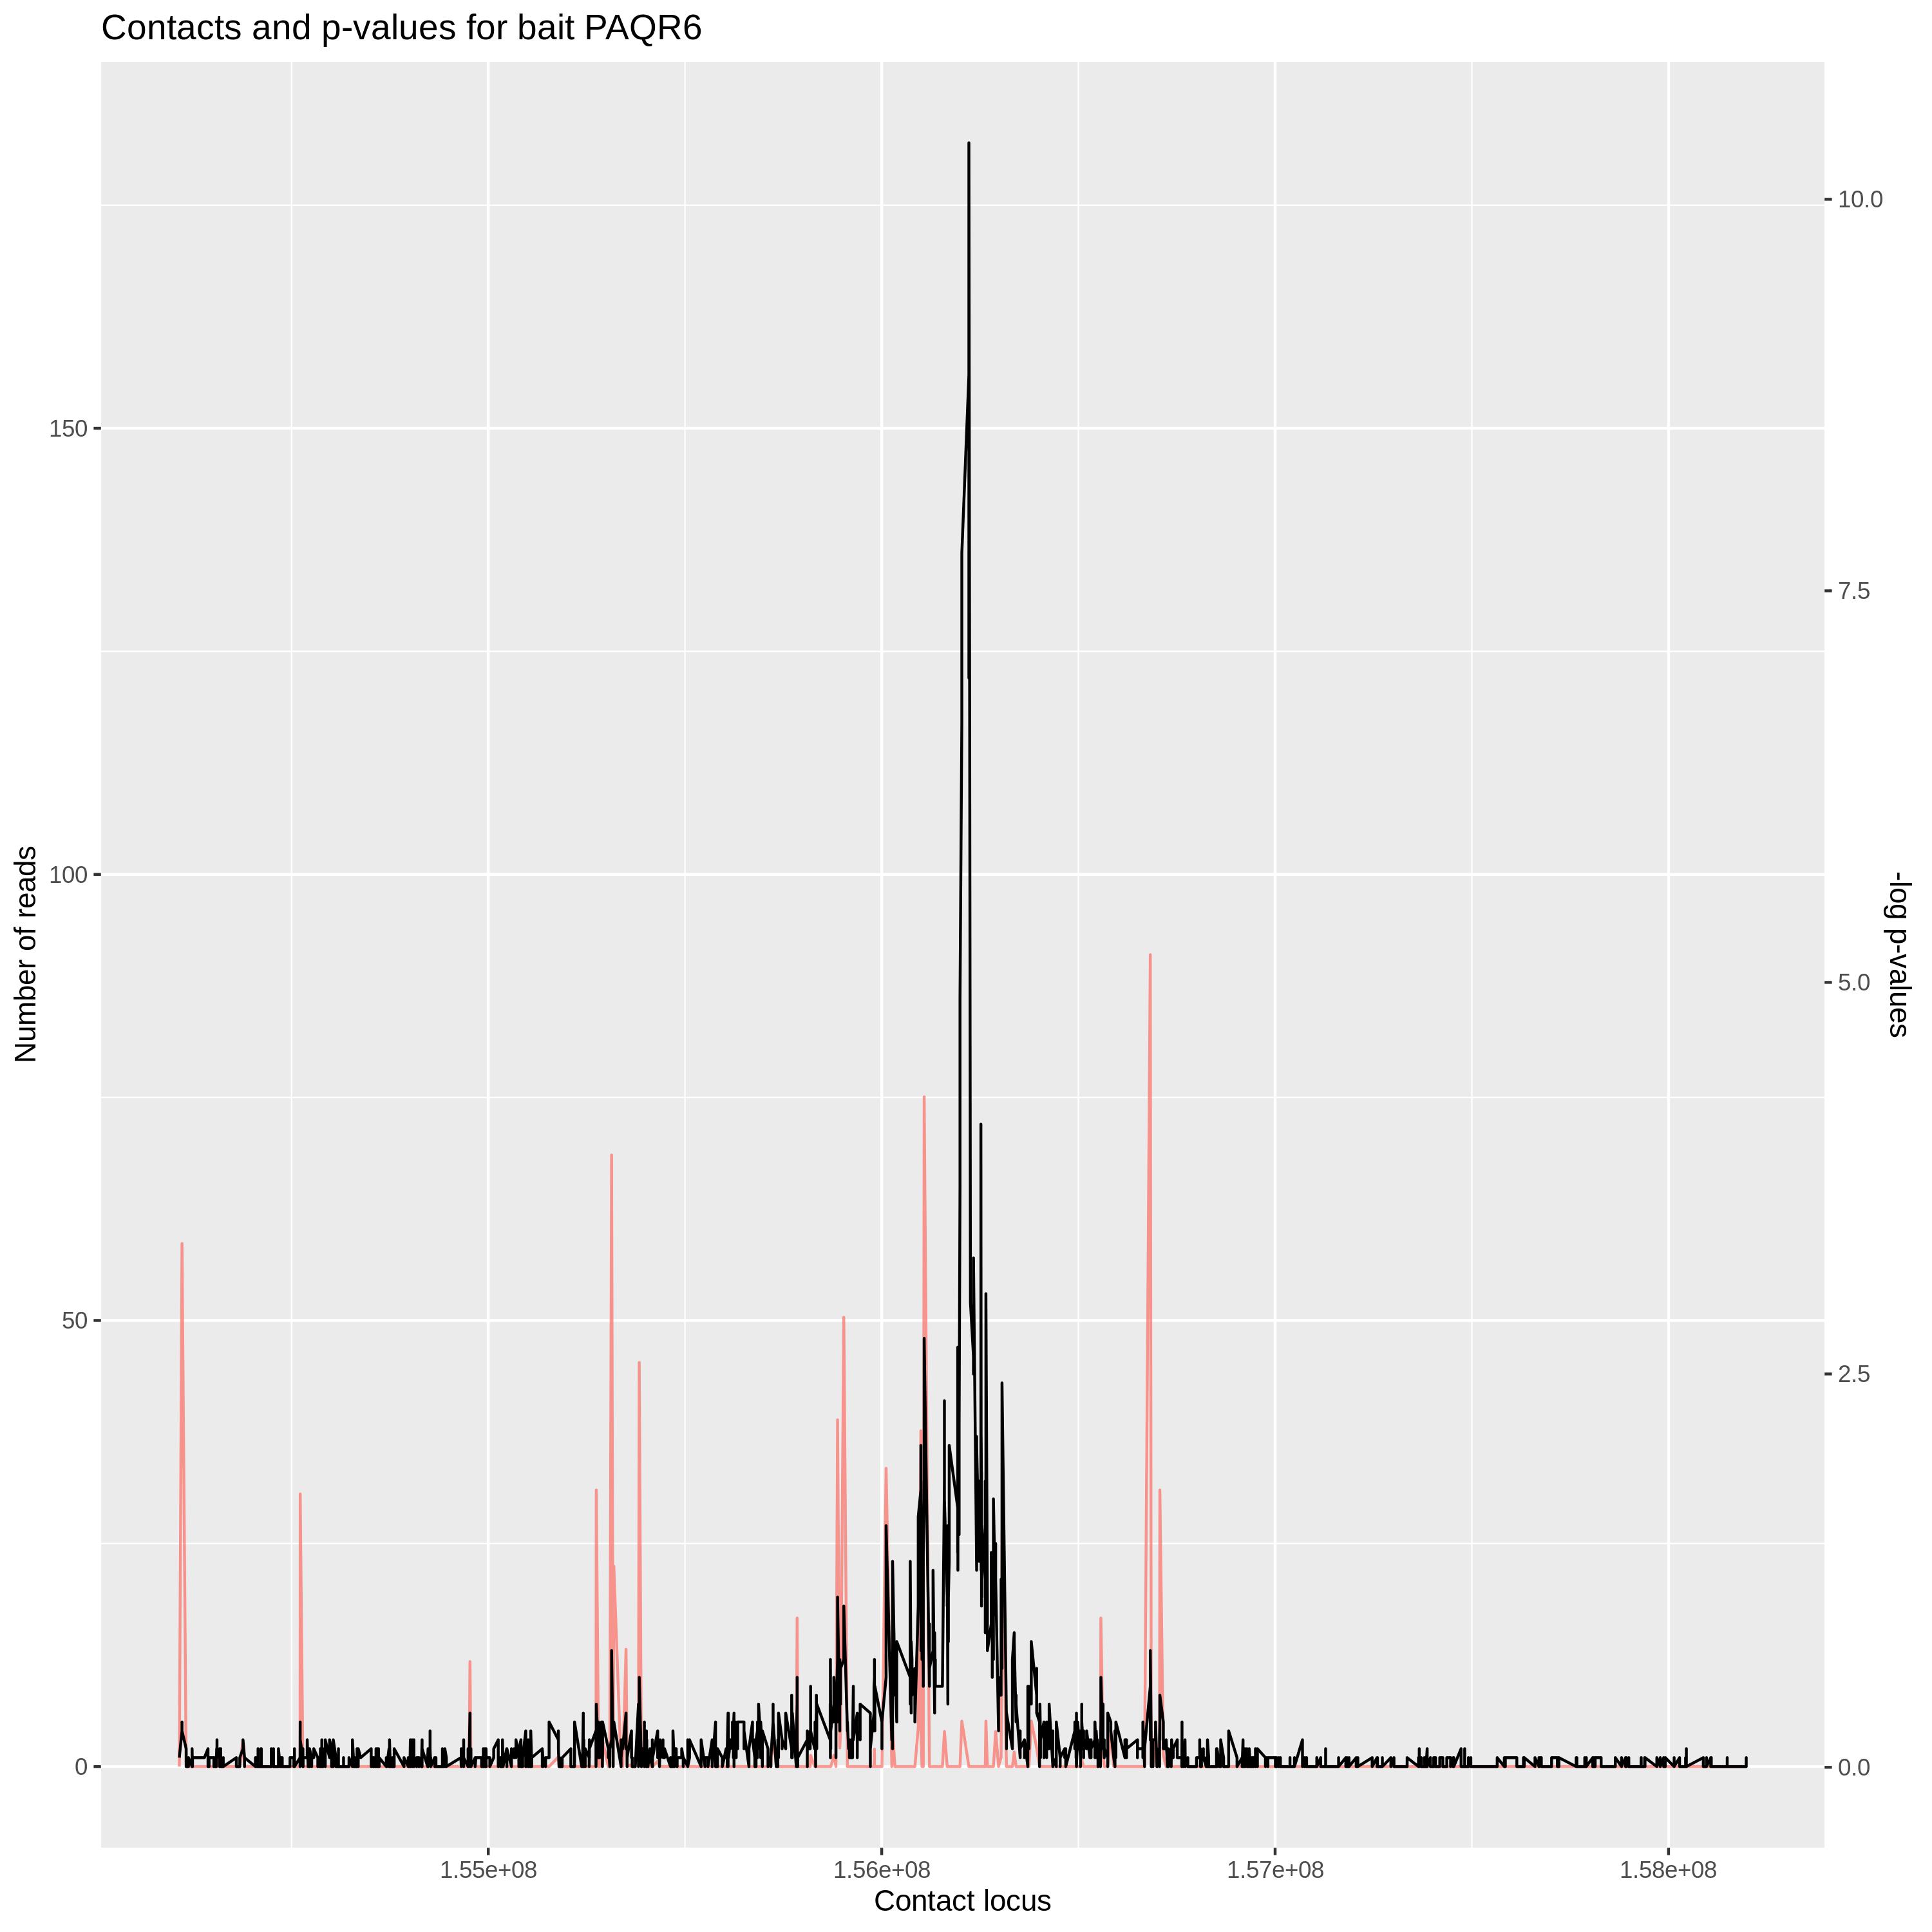 Contacts and p-values for bait PAQR6
Number of reads
150
100
50
0
10.0
7.5
5.0
2.5
0.0
-log p-values
1.55e+08
1.56e+08
1.57e+08
1.58e+08
Contact locus